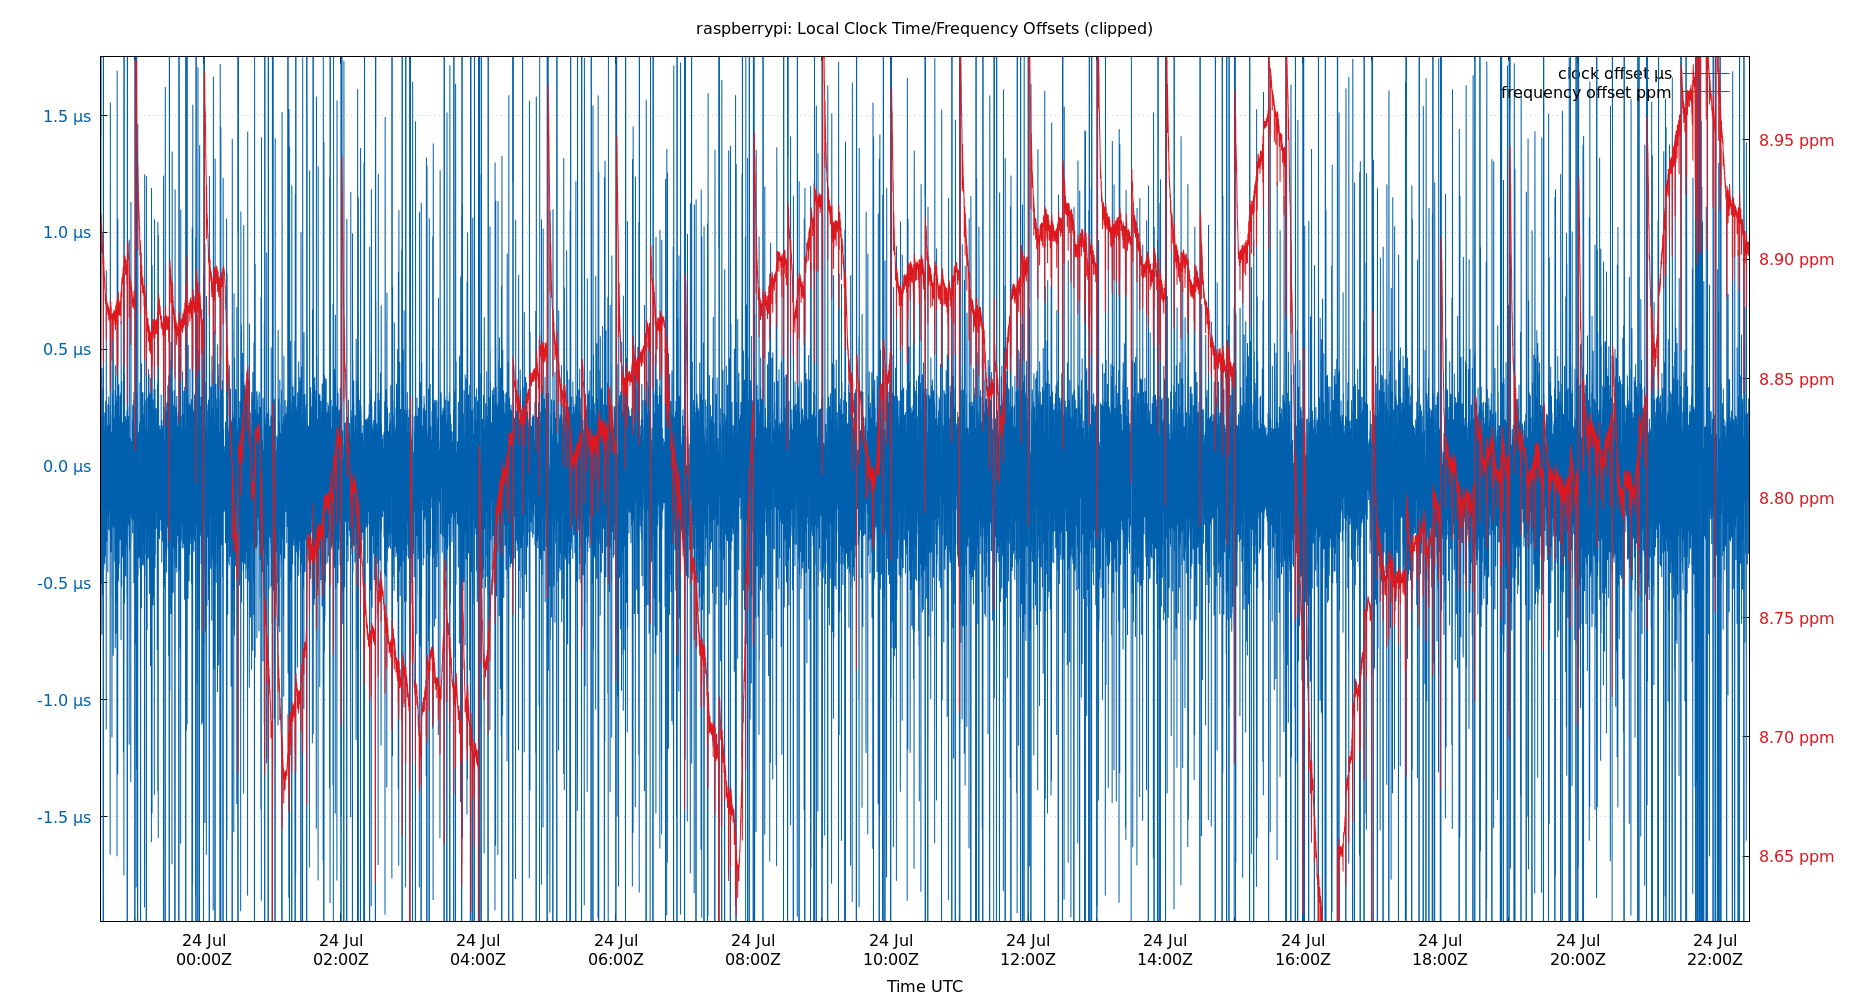 raspberrypi: Local Clock Time/Frequency Offsets (clipped)
clock offset µs
frequency offset ppm
1.5 µs
1.0 µs
0.5 µs
0.0 µs
-0.5 µs
-1.0 µs
-1.5 µs
8.95 ppm
8.90 ppm
8.85 ppm
8.80 ppm
8.75 ppm
8.70 ppm
8.65 ppm
24 Jul 24 Jul 24 Jul 24 Jul 24 Jul 24 Jul 24 Jul 24 Jul 24 Jul 24 Jul 24 Jul 24 Jul
00:00Z 02:00Z 04:00Z 06:00Z 08:00Z 10:00Z 12:00Z 14:00Z 16:00Z 18:00Z 20:00Z 22:00Z
Time UTC